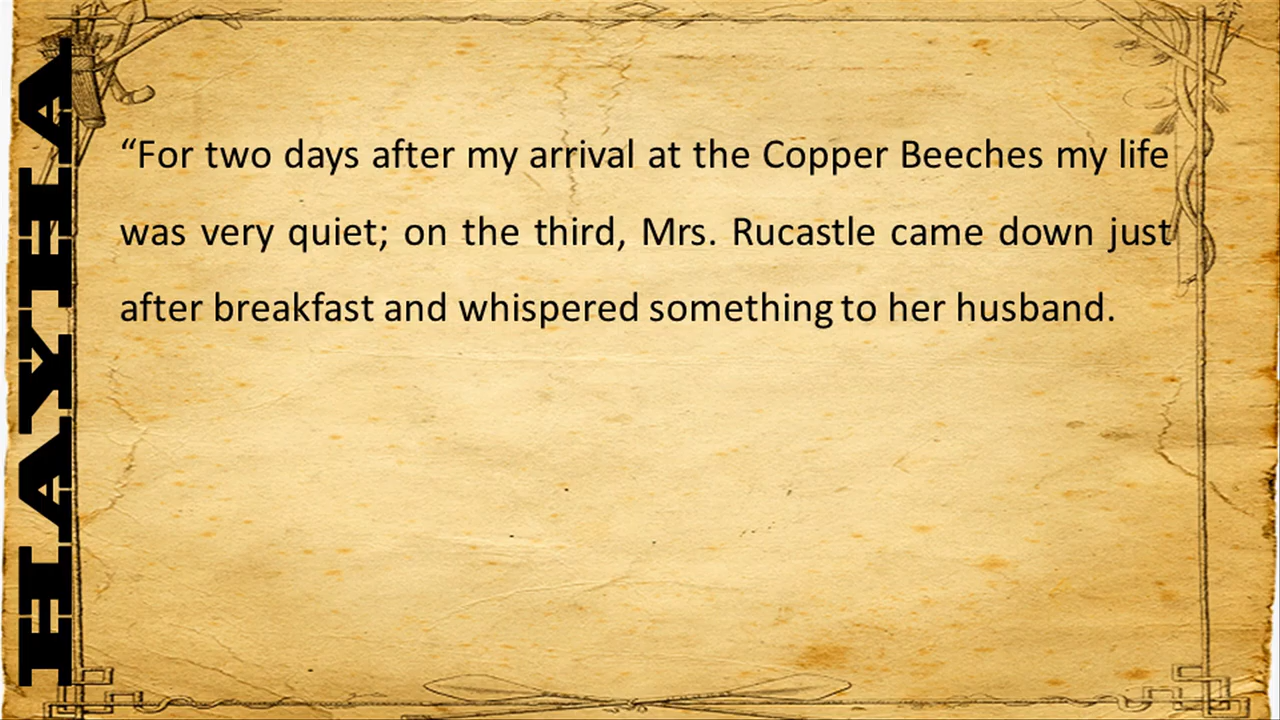 HAYHA
“For two days after my arrival at the Copper Beeches my life
was very quiet; on the third, Mrs. Rucastle came down just
after breakfast and whispered something to her husband.